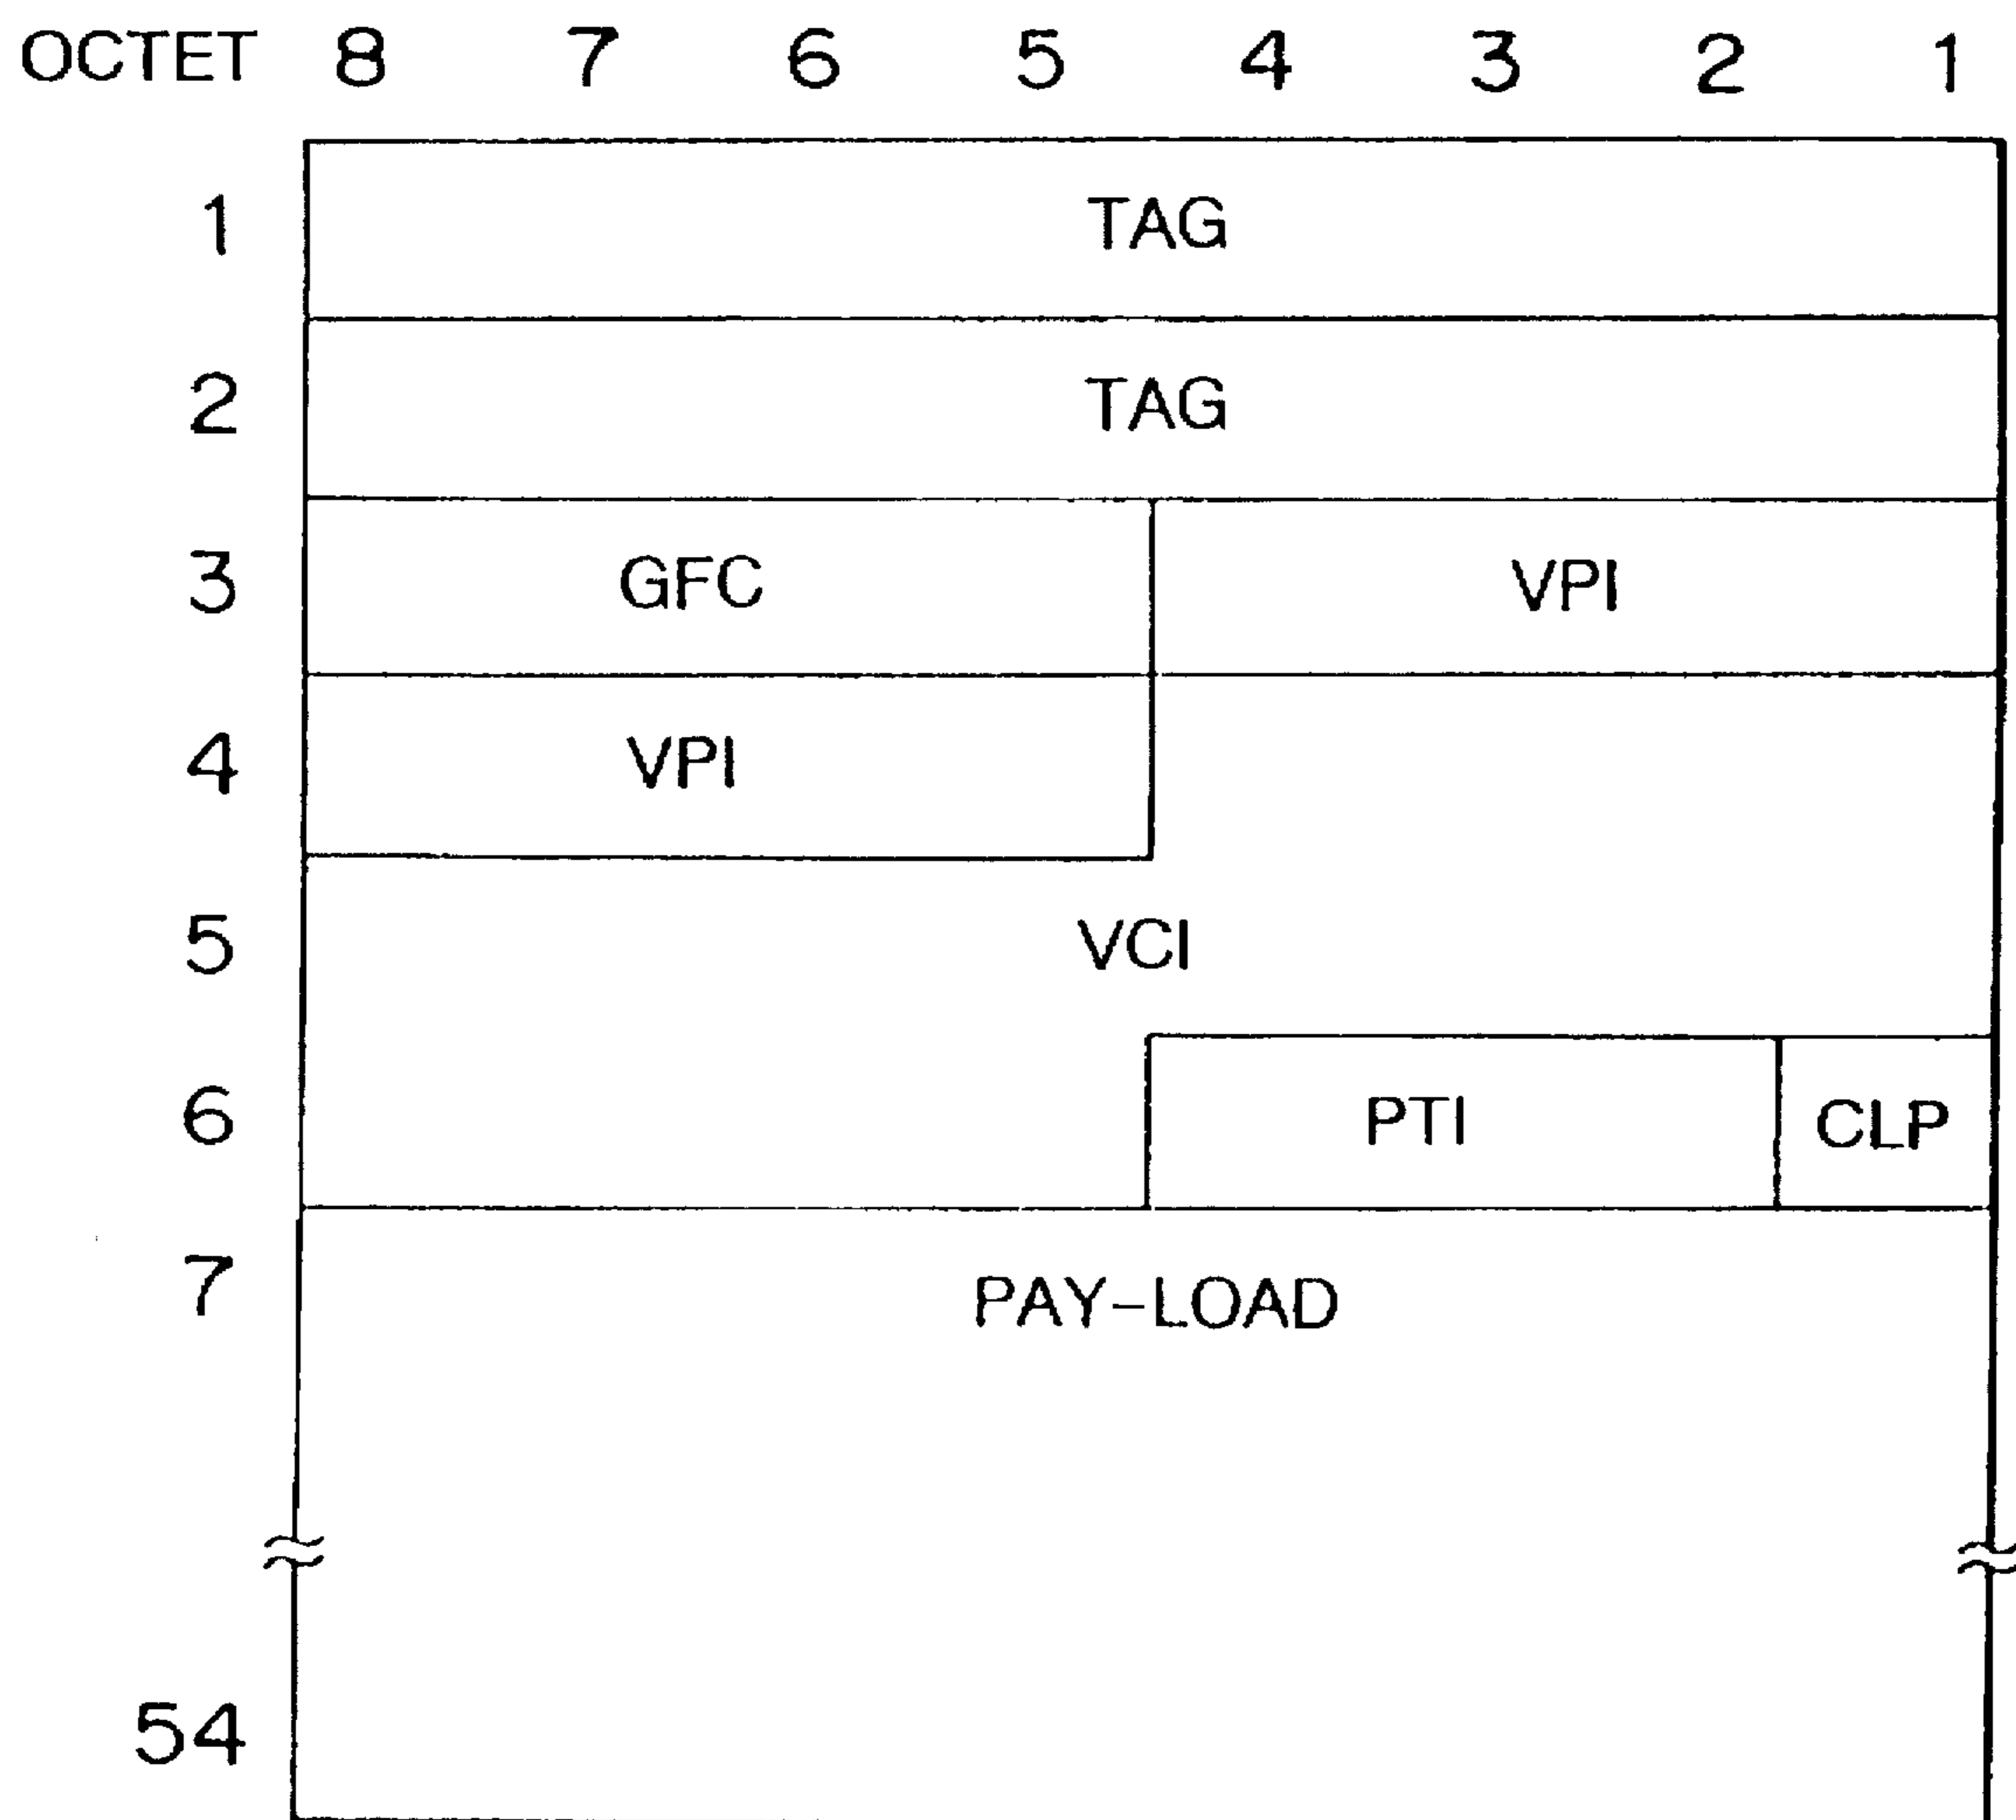 OCTET 8 7 6 5 4 3 2 1
1 TAG
2 TAG
3 GFC VPI
4 VPI
5 VCI
6 PTI CLP
7 PAY-LOAD
54